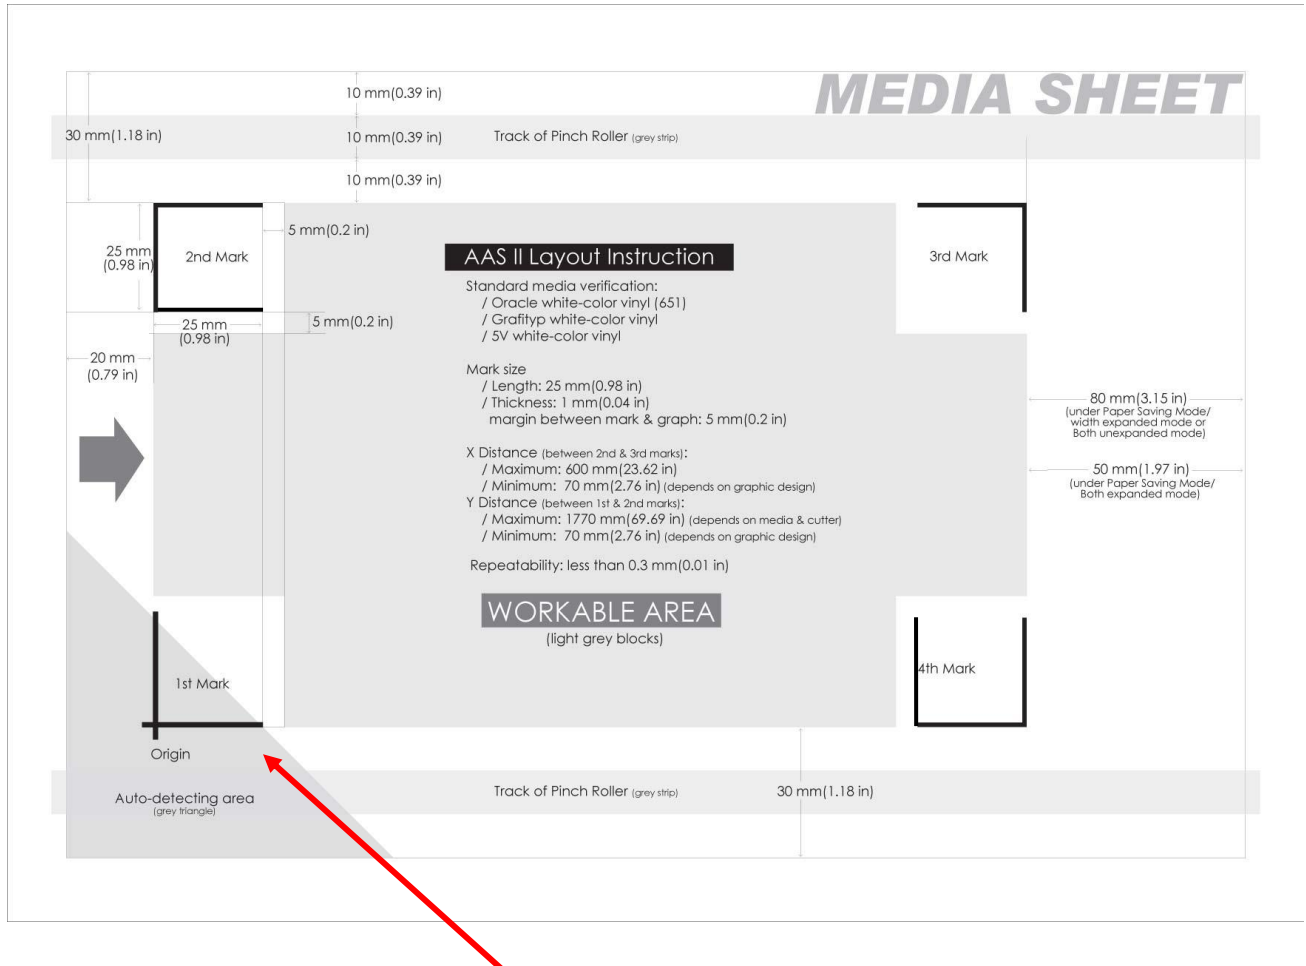 MEDIA SHEET
10 mm(0.39 in)
30 mm(1.18 in)
10 mm(0.39 in)
Track of Pinch Roller (grey strip)
10 mm(0.39 in)
5 mm(0.2 in)
25 mm
(0.98 in)
2nd Mark
3rd Mark
25 mm
(0.98 in)
5 mm(0.2 in)
20 mm
(0.79 in)
AAS II Layout Instruction
Standard media verification:
/ Oracle white-color vinyl (651)
/ Grafityp white-color vinyl
/ 5V white-color vinyl
Mark size
/ Length: 25 mm(0.98 in)
/ Thickness: 1 mm(0.04 in)
margin between mark & graph: 5 mm(0.2 in)
X Distance (between 2nd & 3rd marks):
/ Maximum: 600 mm(23.62 in)
/ Minimum: 70 mm(2.76 in) (depends on graphic design)
Y Distance (between 1st & 2nd marks):
/ Maximum: 1770 mm(69.69 in) (depends on media & cutter)
/ Minimum: 70 mm(2.76 in) (depends on graphic design)
Repeatability: less than 0.3 mm(0.01 in)
WORKABLE AREA
(light grey blocks)
80 mm(3.15 in)
(under Paper Saving Mode/
width expanded mode or
Both unexpanded mode)
50 mm(1.97 in)
(under Paper Saving Mode/
Both expanded mode)
1st Mark
4th Mark
Origin
Auto-detecting area
(grey triangle)
Track of Pinch Roller (grey strip)
30 mm(1.18 in)